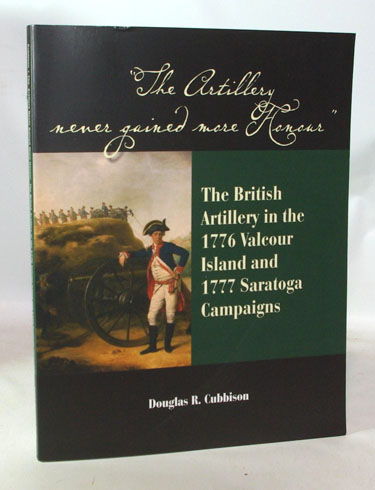 "The Artillery
never gained more Honour"
The British
Artillery in the
1776 Valcour
Island and
1777 Saratoga
Campaigns
Douglas R. Cubbison